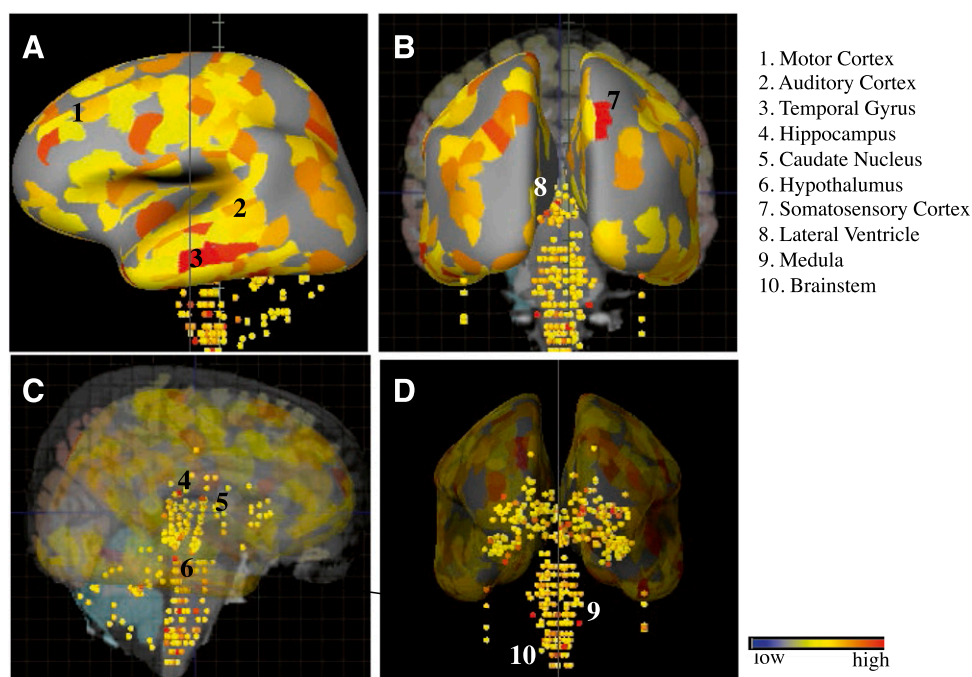 A
B
1
2
3
7
8
1. Motor Cortex
2. Auditory Cortex
3. Temporal Gyrus
4. Hippocampus
5. Caudate Nucleus
6. Hypothalumus
7. Somatosensory Cortex
8. Lateral Ventricle
9. Medula
10. Brainstem
C
D
4
5
6
9
10
low
high